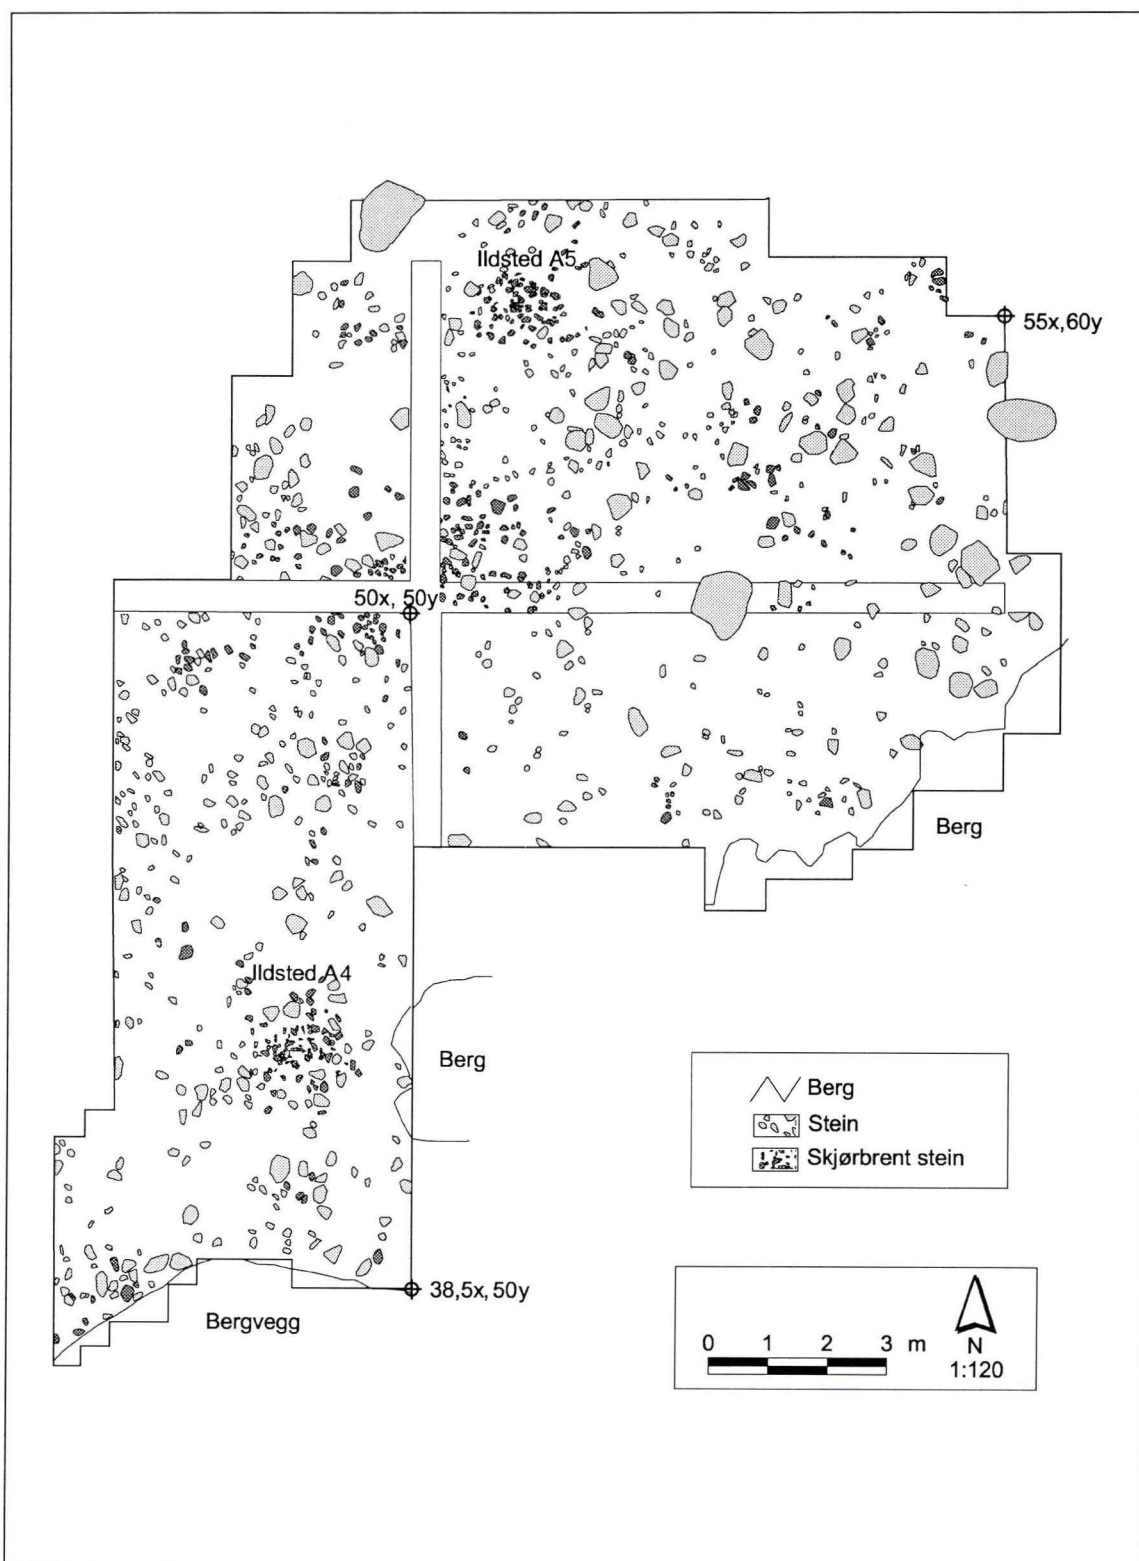 Ildsted A5
55x, 60y
50x, 50y
Berg
Ildsted A4
Berg
Berg
Stein
Skjørbrent stein
38,5x, 50y
Bergvegg
0 1 2 3 m
N
1:120